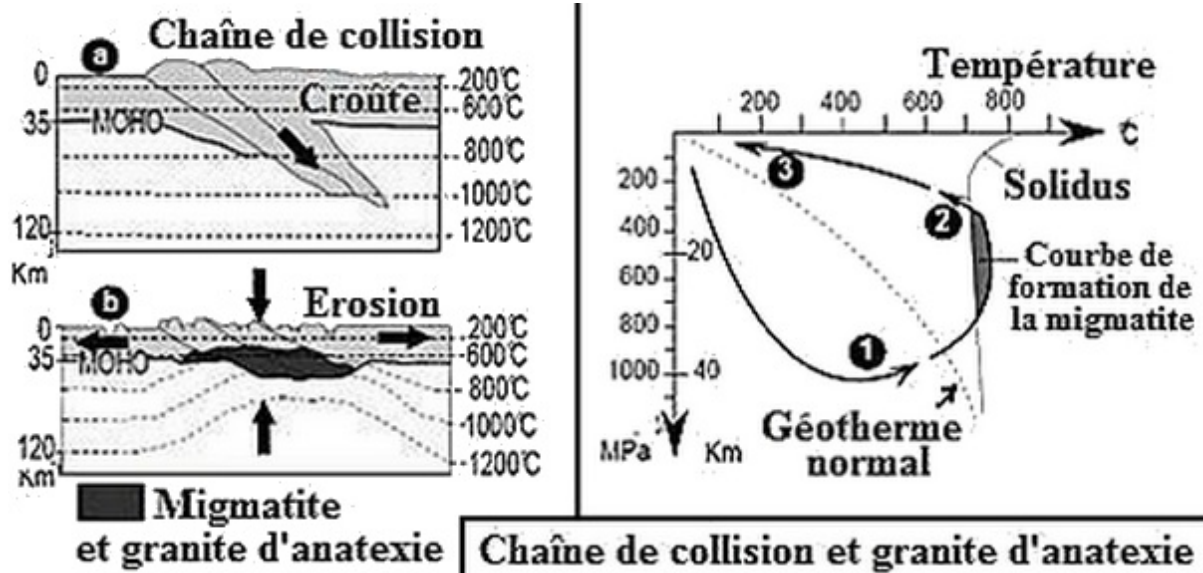 Chaîne de collision
a
0
200℃
Croute
600℃
35
MOHO
800℃
1000℃
120
1200℃
Km
b
Erosion
0
200℃
35
600℃
MOHO
800℃
1000℃
120
1200℃
Km
Migmatite
et granite d'anatexie
Température
200 400 600 800
℃
3
Solidus
200
2
400
20
Courbe de
formation de
la migmatite
600
800
1
1000
40
Géotherme
normal
MPa
Km
Chaîne de collision et granite d'anatexie